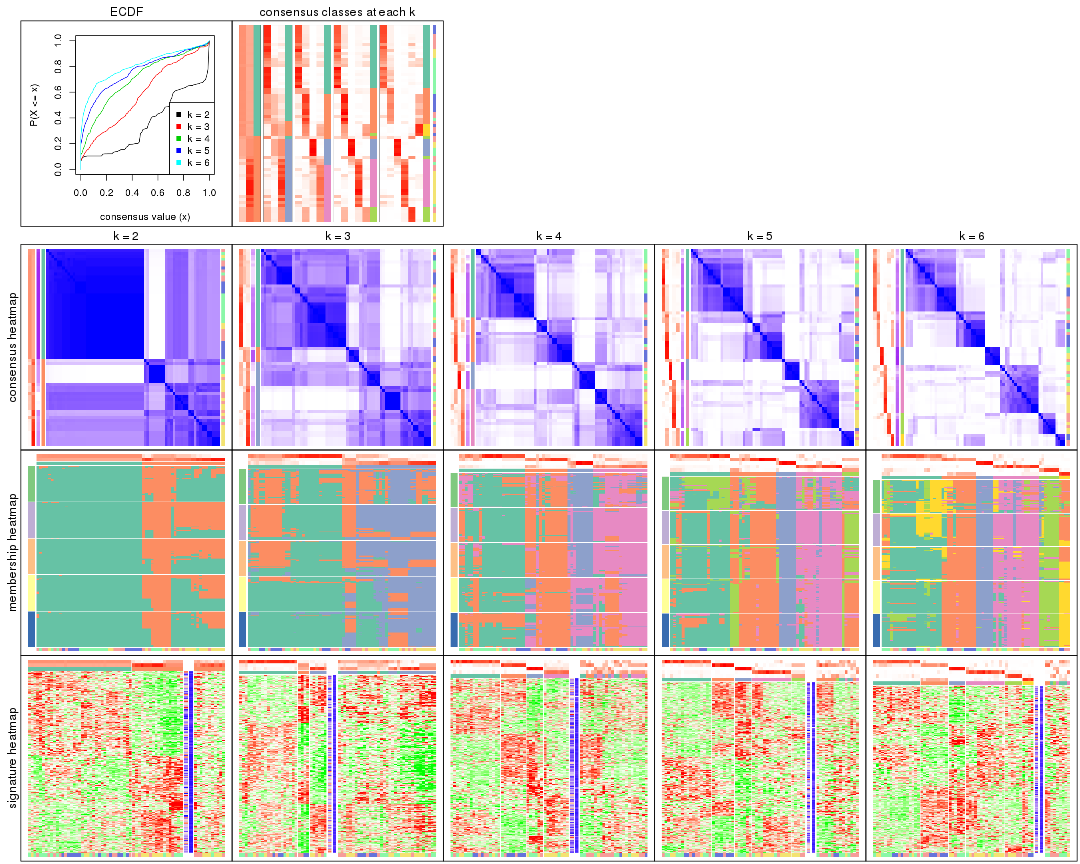 ECDF
consensus classes at each k
P(X <= x)
0.0 0.2 0.4 0.6 0.8 1.0
k = 2
k = 3
k = 4
k = 5
k = 6
0.0 0.2 0.4 0.6 0.8 1.0
consensus value (x)
k = 2
k = 3
k = 4
k = 5
k = 6
consensus heatmap
membership heatmap
signature heatmap